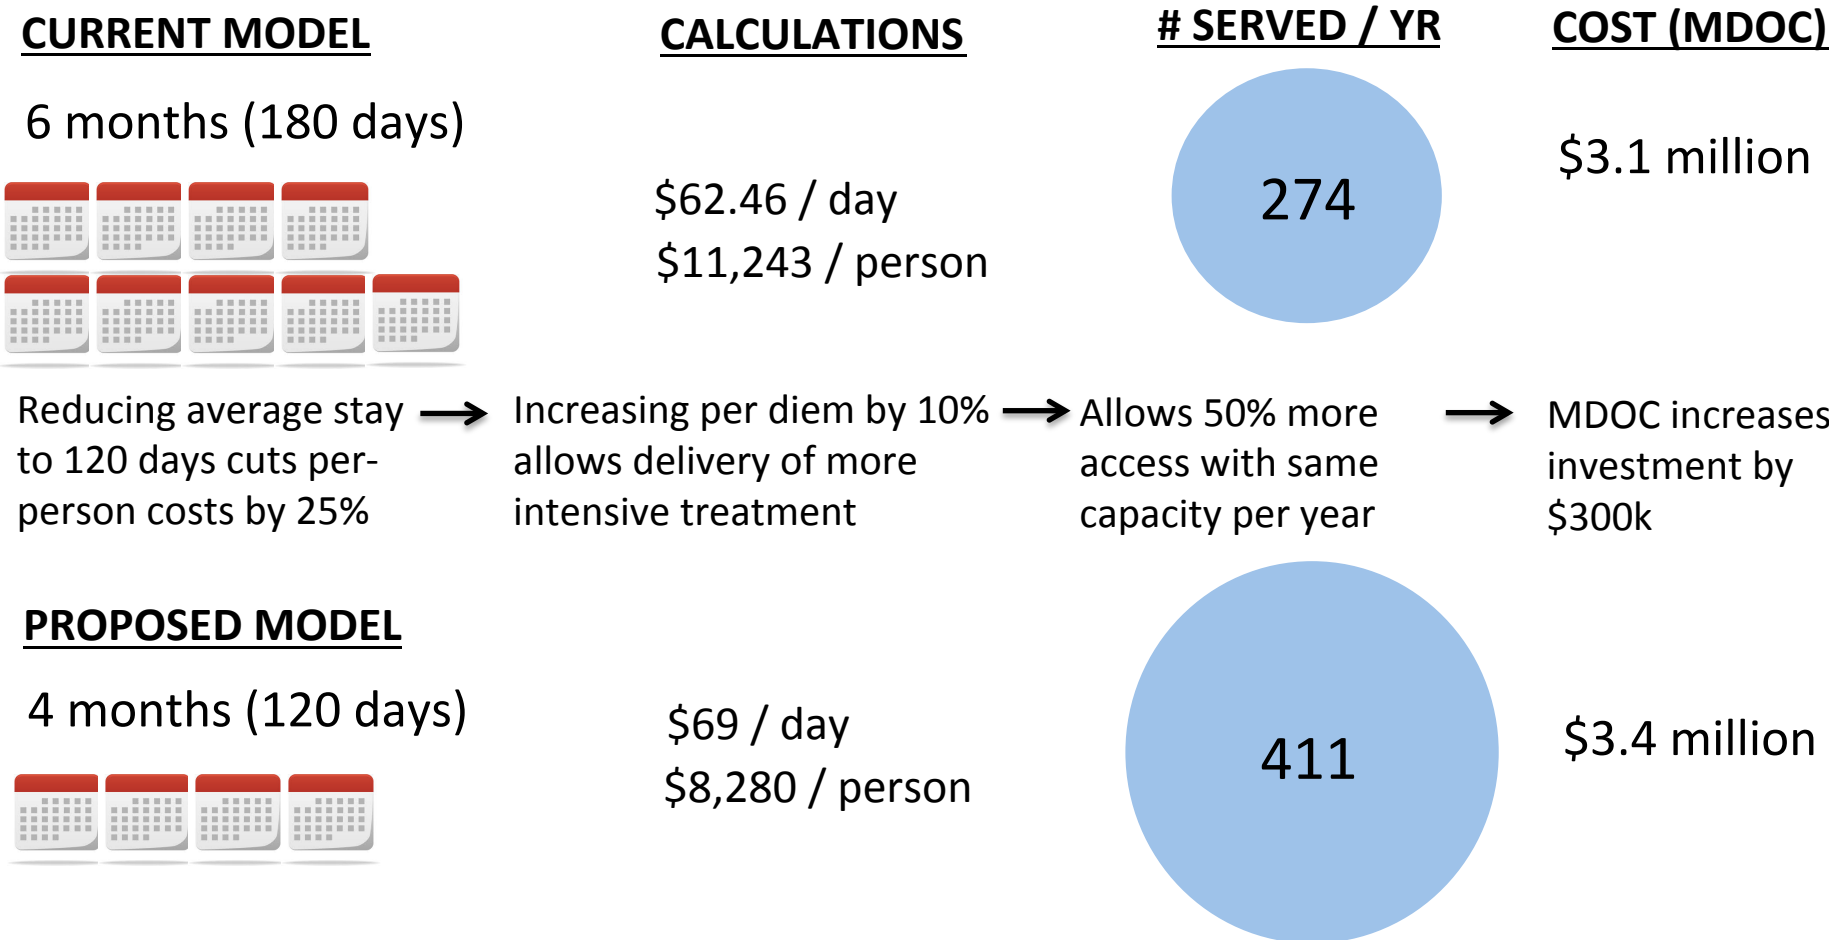 CURRENT MODEL
CALCULATIONS
# SERVED / YR
COST (MDOC)
6 months (180 days)
$62.46 / day
$11,243 / person
274
$3.1 million
Reducing average stay
to 120 days cuts per-
person costs by 25%
Increasing per diem by 10%
allows delivery of more
intensive treatment
Allows 50% more
access with same
capacity per year
MDOC increases
investment by
$300k
PROPOSED MODEL
4 months (120 days)
$69 / day
$8,280 / person
411
$3.4 million